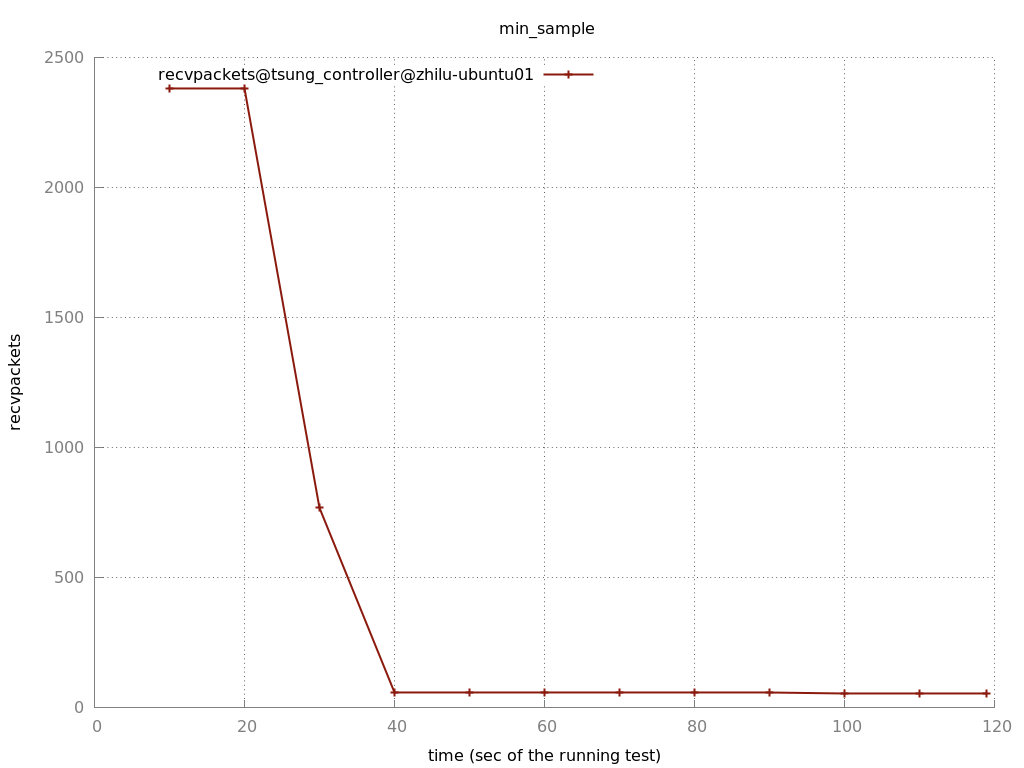 min_sample
recvpackets@tsung_controller@zhilu-ubuntu01
2500
2000
1500
1000
500
0
recvpackets
0 20 40 60 80 100 120
time (sec of the running test)